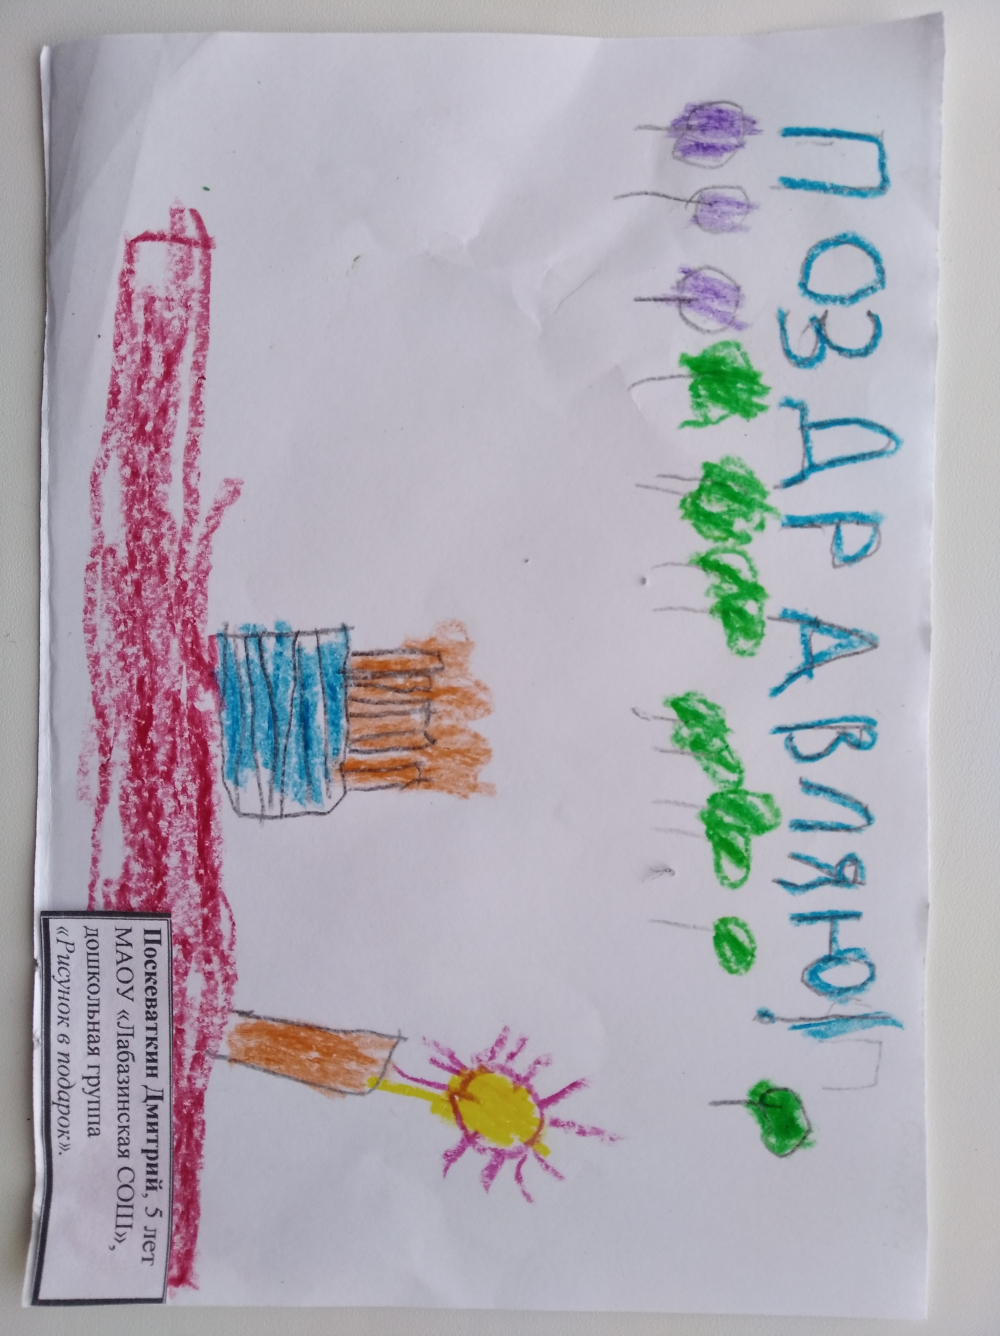 ПОЗДРАВЛЯЮ!
Поскеваткин Дмитрий, 5 лет
МАОУ «Лабазинская СОШ»,
дошкольная группа
«Рисунок в подарок».